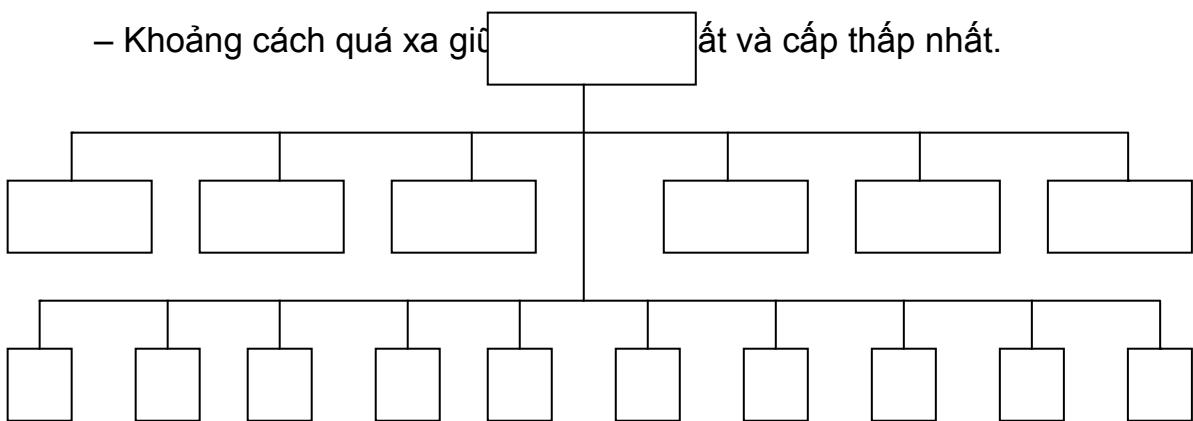 – Khoảng cách quá xa và cấp thấp nhất.